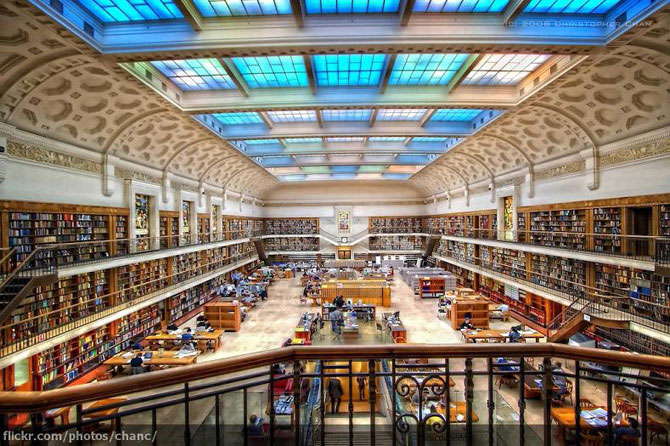 (C) 2008 CHRISTOPHER CHAN
flickr.com/photos/chanc/